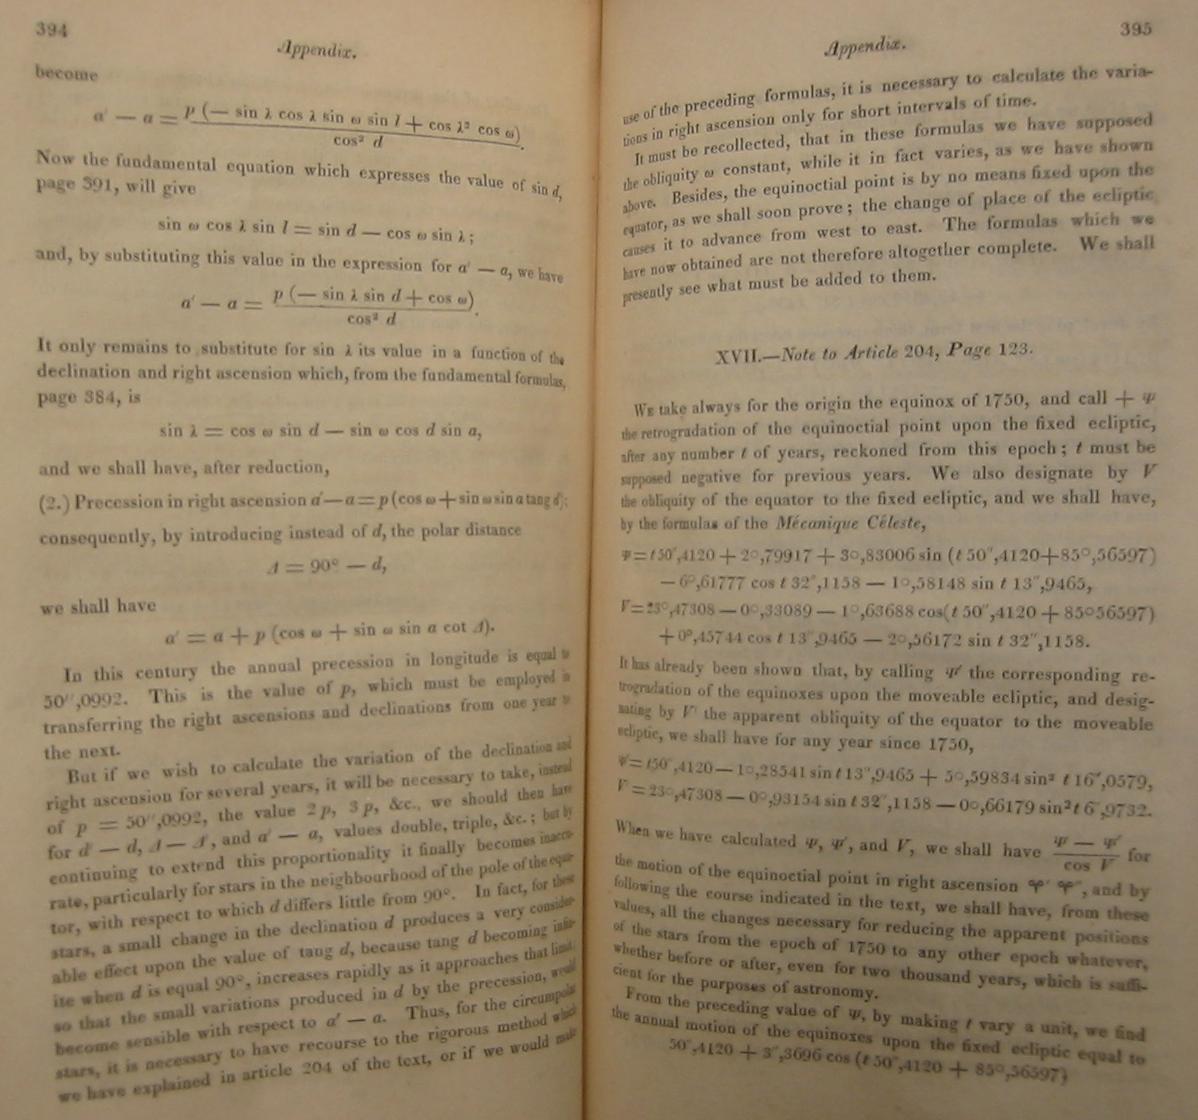 394
Appendix.
become
a′ — a = p (— sin λ cos λ sin ω sin l + cos λ² cos ω) / cos² d.
Now the fundamental equation which expresses the value of sin d,
page 391, will give
sin ω cos λ sin l = sin d — cos ω sin λ ;
and, by substituting this value in the expression for a′ — a, we have
a′ — a = p (— sin λ sin d + cos ω) / cos² d.
It only remains to substitute for sin λ its value in a function of the
declination and right ascension which, from the fundamental formulas,
page 384, is
sin λ = cos ω sin d — sin ω cos d sin a,
and we shall have, after reduction,
(2.) Precession in right ascension a′—a=p (cos ω+sin ω sin a tang d);
consequently, by introducing instead of d, the polar distance
Δ = 90° — d,
we shall have
a′ = a + p (cos ω + sin ω sin a cot Δ).
In this century the annual precession in longitude is equal to
50″,0992. This is the value of p, which must be employed in
transferring the right ascensions and declinations from one year to
the next.
But if we wish to calculate the variation of the declination and
right ascension for several years, it will be necessary to take, instead
of p = 50″,0992, the value 2 p, 3 p, &c., we should then have
for d′ — d, Δ — Δ′, and a′ — a, values double, triple, &c.; but by
continuing to extend this proportionality it finally becomes inaccu-
rate, particularly for stars in the neighbourhood of the pole of the equa-
tor, with respect to which d differs little from 90°. In fact, for these
stars, a small change in the declination d produces a very consider-
able effect upon the value of tang d, because tang d becoming infin-
ite when d is equal 90°, increases rapidly as it approaches that limit,
so that the small variations produced in d by the precession, would
become sensible with respect to a′ — a. Thus, for the circumpolar
stars, it is necessary to have recourse to the rigorous method which
we have explained in article 204 of the text, or if we would make
395
Appendix.
use of the preceding formulas, it is necessary to calculate the varia-
tions in right ascension only for short intervals of time.
It must be recollected, that in these formulas we have supposed
the obliquity ω constant, while it in fact varies, as we have shown
above. Besides, the equinoctial point is by no means fixed upon the
equator, as we shall soon prove; the change of place of the ecliptic
causes it to advance from west to east. The formulas which we
have now obtained are not therefore altogether complete. We shall
presently see what must be added to them.
XVII.—Note to Article 204, Page 123.
We take always for the origin the equinox of 1750, and call + Ψ
the retrogradation of the equinoctial point upon the fixed ecliptic,
after any number t of years, reckoned from this epoch; t must be
supposed negative for previous years. We also designate by V
the obliquity of the equator to the fixed ecliptic, and we shall have,
by the formulas of the Mécanique Céleste,
Ψ= t 50″,4120 + 2°,79917 + 3°,83006 sin (t 50″,4120+85°,56597)
— 6°,61777 cos t 32″,1158 — 1°,58148 sin t 13″,9465,
V= 23°,47308 — 0°,33089 — 1°,63688 cos(t 50″,4120 + 85°56597)
+ 0°,45744 cos t 13″,9465 — 2°,56172 sin t 32″,1158.
It has already been shown that, by calling Ψ′ the corresponding re-
trogradation of the equinoxes upon the moveable ecliptic, and desig-
nating by V′ the apparent obliquity of the equator to the moveable
ecliptic, we shall have for any year since 1750,
Ψ′= t50″,4120— 1°,28541 sin t 13″,9465 + 5°,59834 sin² t 16″,0579,
V′ = 23°,47308 — 0°,93154 sin t 32″,1158 —0°,66179 sin² t 6″,9732.
When we have calculated Ψ, Ψ′, and V, we shall have Ψ — Ψ′ / cos V for
the motion of the equinoctial point in right ascension ♈′ ♈″, and by
following the course indicated in the text, we shall have, from these
values, all the changes necessary for reducing the apparent positions
of the stars from the epoch of 1750 to any other epoch whatever,
whether before or after, even for two thousand years, which is suffi-
cient for the purposes of astronomy.
From the preceding value of Ψ, by making t vary a unit, we find
the annual motion of the equinoxes upon the fixed ecliptic equal to
50″,4120 + 3″,3696 cos (t 50″,4120 + 85°,56597)